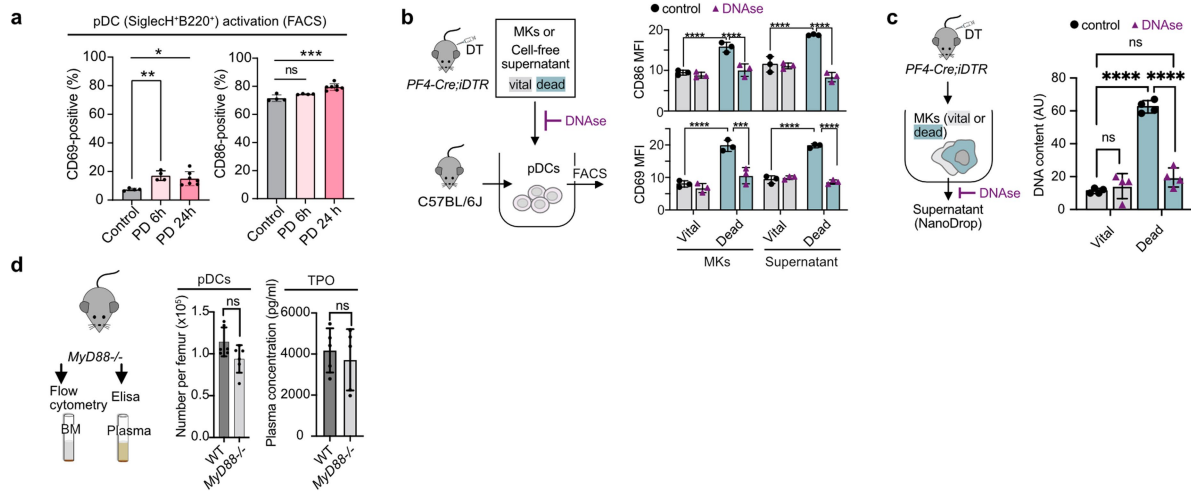 a
pDC (SiglecH⁺B220⁺) activation (FACS)
CD69-positive (%)
100
80
60
40
20
0
*
**
Control
PD 6h
PD 24h
CD86-positive (%)
100
80
60
40
20
0
***
ns
Control
PD 6h
PD 24 h
b
DT
PF4-Cre;iDTR
MKs or
Cell-free
supernatant
vital dead
DNAse
C57BL/6J
pDCs
FACS
control DNAse
CD86 MFI
20
10
0
**** **** **** ****
CD69 MFI
30
20
10
0
**** *** **** ****
Vital
Dead
Vital
Dead
MKs
Supernatant
c
DT
PF4-Cre;iDTR
MKs (vital or
dead)
DNAse
Supernatant
(NanoDrop)
control
DNAse
DNA content (AU)
80
60
40
20
0
ns
**** ****
ns
Vital
Dead
d
MyD88-/-
Flow
cytometry
Elisa
BM
Plasma
pDCs
Number per femur (x10⁵)
1.5
1.0
0.5
0.0
ns
WT
MyD88-/-
TPO
Plasma concentration (pg/ml)
6000
4000
2000
0
ns
WT
MyD88-/-